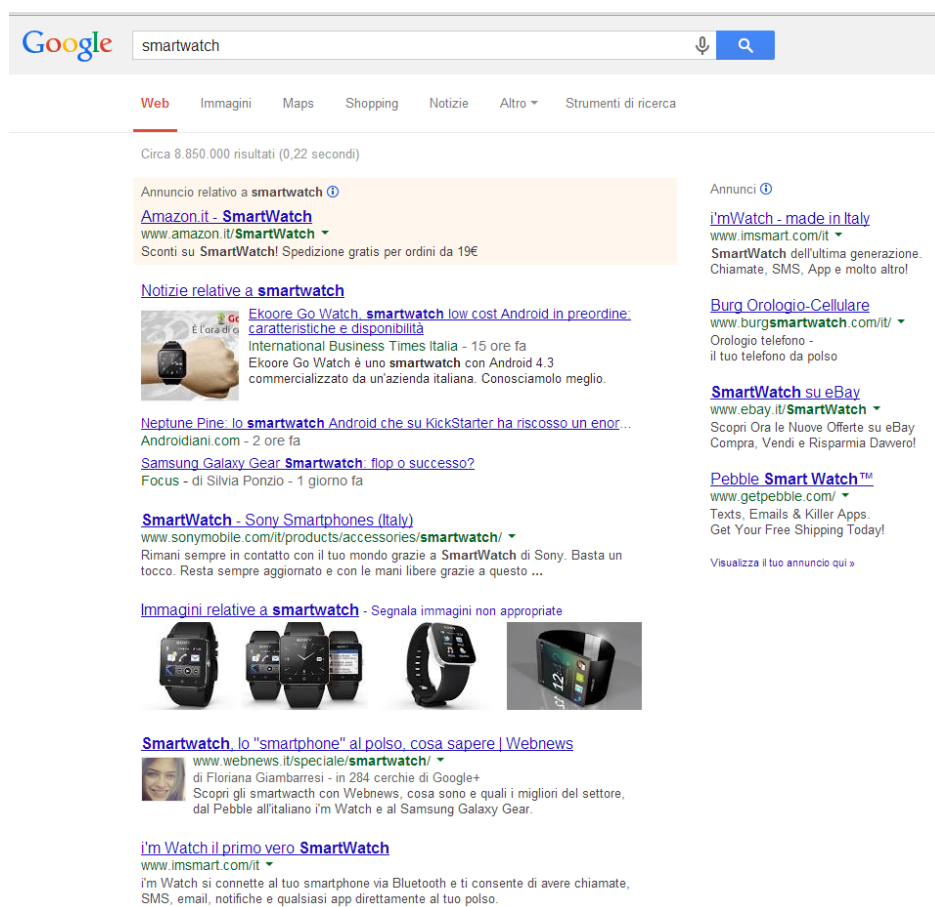 Google
smartwatch
Web Immagini Maps Shopping Notizie Altro Strumenti di ricerca
Circa 8.850.000 risultati (0,22 secondi)
Annuncio relativo a smartwatch
Amazon.it - SmartWatch
www.amazon.it/SmartWatch
Sconti su SmartWatch! Spedizione gratis per ordini da 19€
Notizie relative a smartwatch
Go
È l'ora di
Ekoore Go Watch, smartwatch low cost Android in preordine:
caratteristiche e disponibilità
International Business Times Italia - 15 ore fa
Ekoore Go Watch è uno smartwatch con Android 4.3
commercializzato da un'azienda italiana. Conosciamolo meglio.
Neptune Pine: lo smartwatch Android che su KickStarter ha riscosso un enor...
Androidiani.com - 2 ore fa
Samsung Galaxy Gear Smartwatch: flop o successo?
Focus - di Silvia Ponzio - 1 giorno fa
SmartWatch - Sony Smartphones (Italy)
www.sonymobile.com/it/products/accessories/smartwatch/
Rimani sempre in contatto con il tuo mondo grazie a SmartWatch di Sony. Basta un
tocco. Resta sempre aggiornato e con le mani libere grazie a questo ...
Immagini relative a smartwatch - Segnala immagini non appropriate
Smartwatch, lo "smartphone" al polso, cosa sapere | Webnews
www.webnews.it/speciale/smartwatch/
di Floriana Giambarresi - in 284 cerchie di Google+
Scopri gli smartwacth con Webnews, cosa sono e quali i migliori del settore,
dal Pebble all'italiano i'm Watch e al Samsung Galaxy Gear.
i'm Watch il primo vero SmartWatch
www.imsmart.com/it
i'm Watch si connette al tuo smartphone via Bluetooth e ti consente di avere chiamate,
SMS, email, notifiche e qualsiasi app direttamente al tuo polso.
Annunci
i'mWatch - made in Italy
www.imsmart.com/it
SmartWatch dell'ultima generazione.
Chiamate, SMS, App e molto altro!
Burg Orologio-Cellulare
www.burgsmartwatch.com/it/
Orologio telefono -
il tuo telefono da polso
SmartWatch su eBay
www.ebay.it/SmartWatch
Scopri Ora le Nuove Offerte su eBay
Compra, Vendi e Risparmia Davvero!
Pebble Smart Watch™
www.getpebble.com/
Texts, Emails & Killer Apps.
Get Your Free Shipping Today!
Visualizza il tuo annuncio qui »